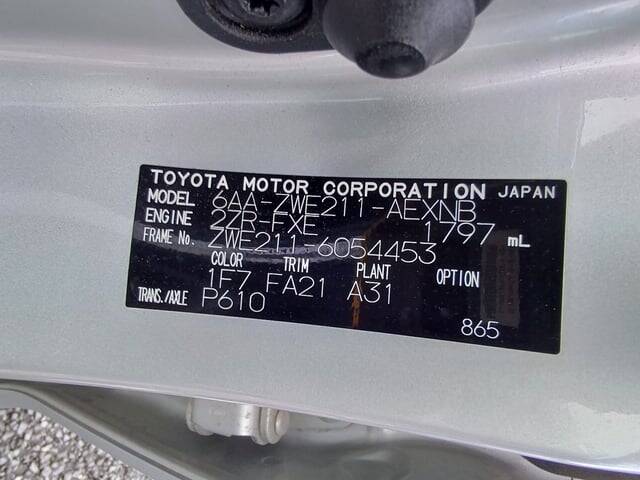 TOYOTA MOTOR CORPORATION JAPAN
MODEL 6AA-ZWE211-AEXNB
ENGINE 2ZR-FXE 1797 mL
FRAME No. ZWE211-6054453
COLOR TRIM PLANT OPTION
1F7 FA21 A31
TRANS./AXLE P610
865